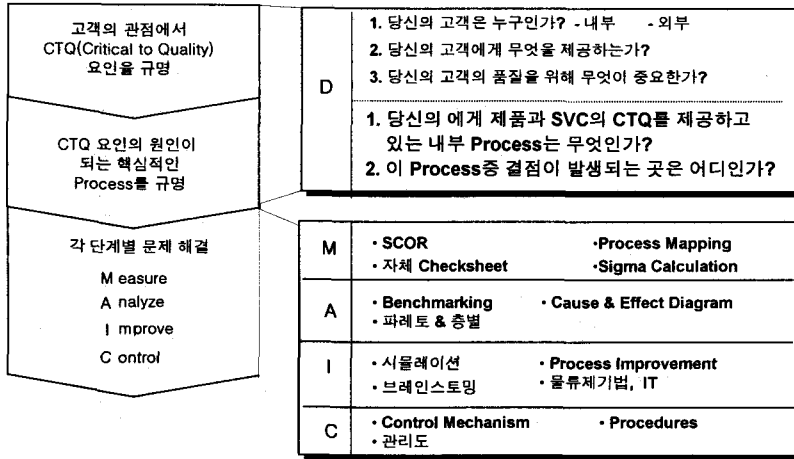 고객의 관점에서
CTQ(Critical to Quality)
요인을 규명
CTQ 요인의 원인이
되는 핵심적인
Process를 규명
각 단계별 문제 해결
M easure
A nalyze
I mprove
C ontrol
D
1. 당신의 고객은 누구인가? - 내부 - 외부
2. 당신의 고객에게 무엇을 제공하는가?
3. 당신의 고객의 품질을 위해 무엇이 중요한가?
1. 당신의 에게 제품과 SVC의 CTQ를 제공하고
있는 내부 Process는 무엇인가?
2. 이 Process중 결점이 발생되는 곳은 어디인가?
M
· SCOR ·Process Mapping
· 자체 Checksheet ·Sigma Calculation
A
· Benchmarking · Cause & Effect Diagram
· 파레토 & 층별
I
· 시뮬레이션 · Process Improvement
· 브레인스토밍 · 물류제기법, IT
C
· Control Mechanism · Procedures
· 관리도